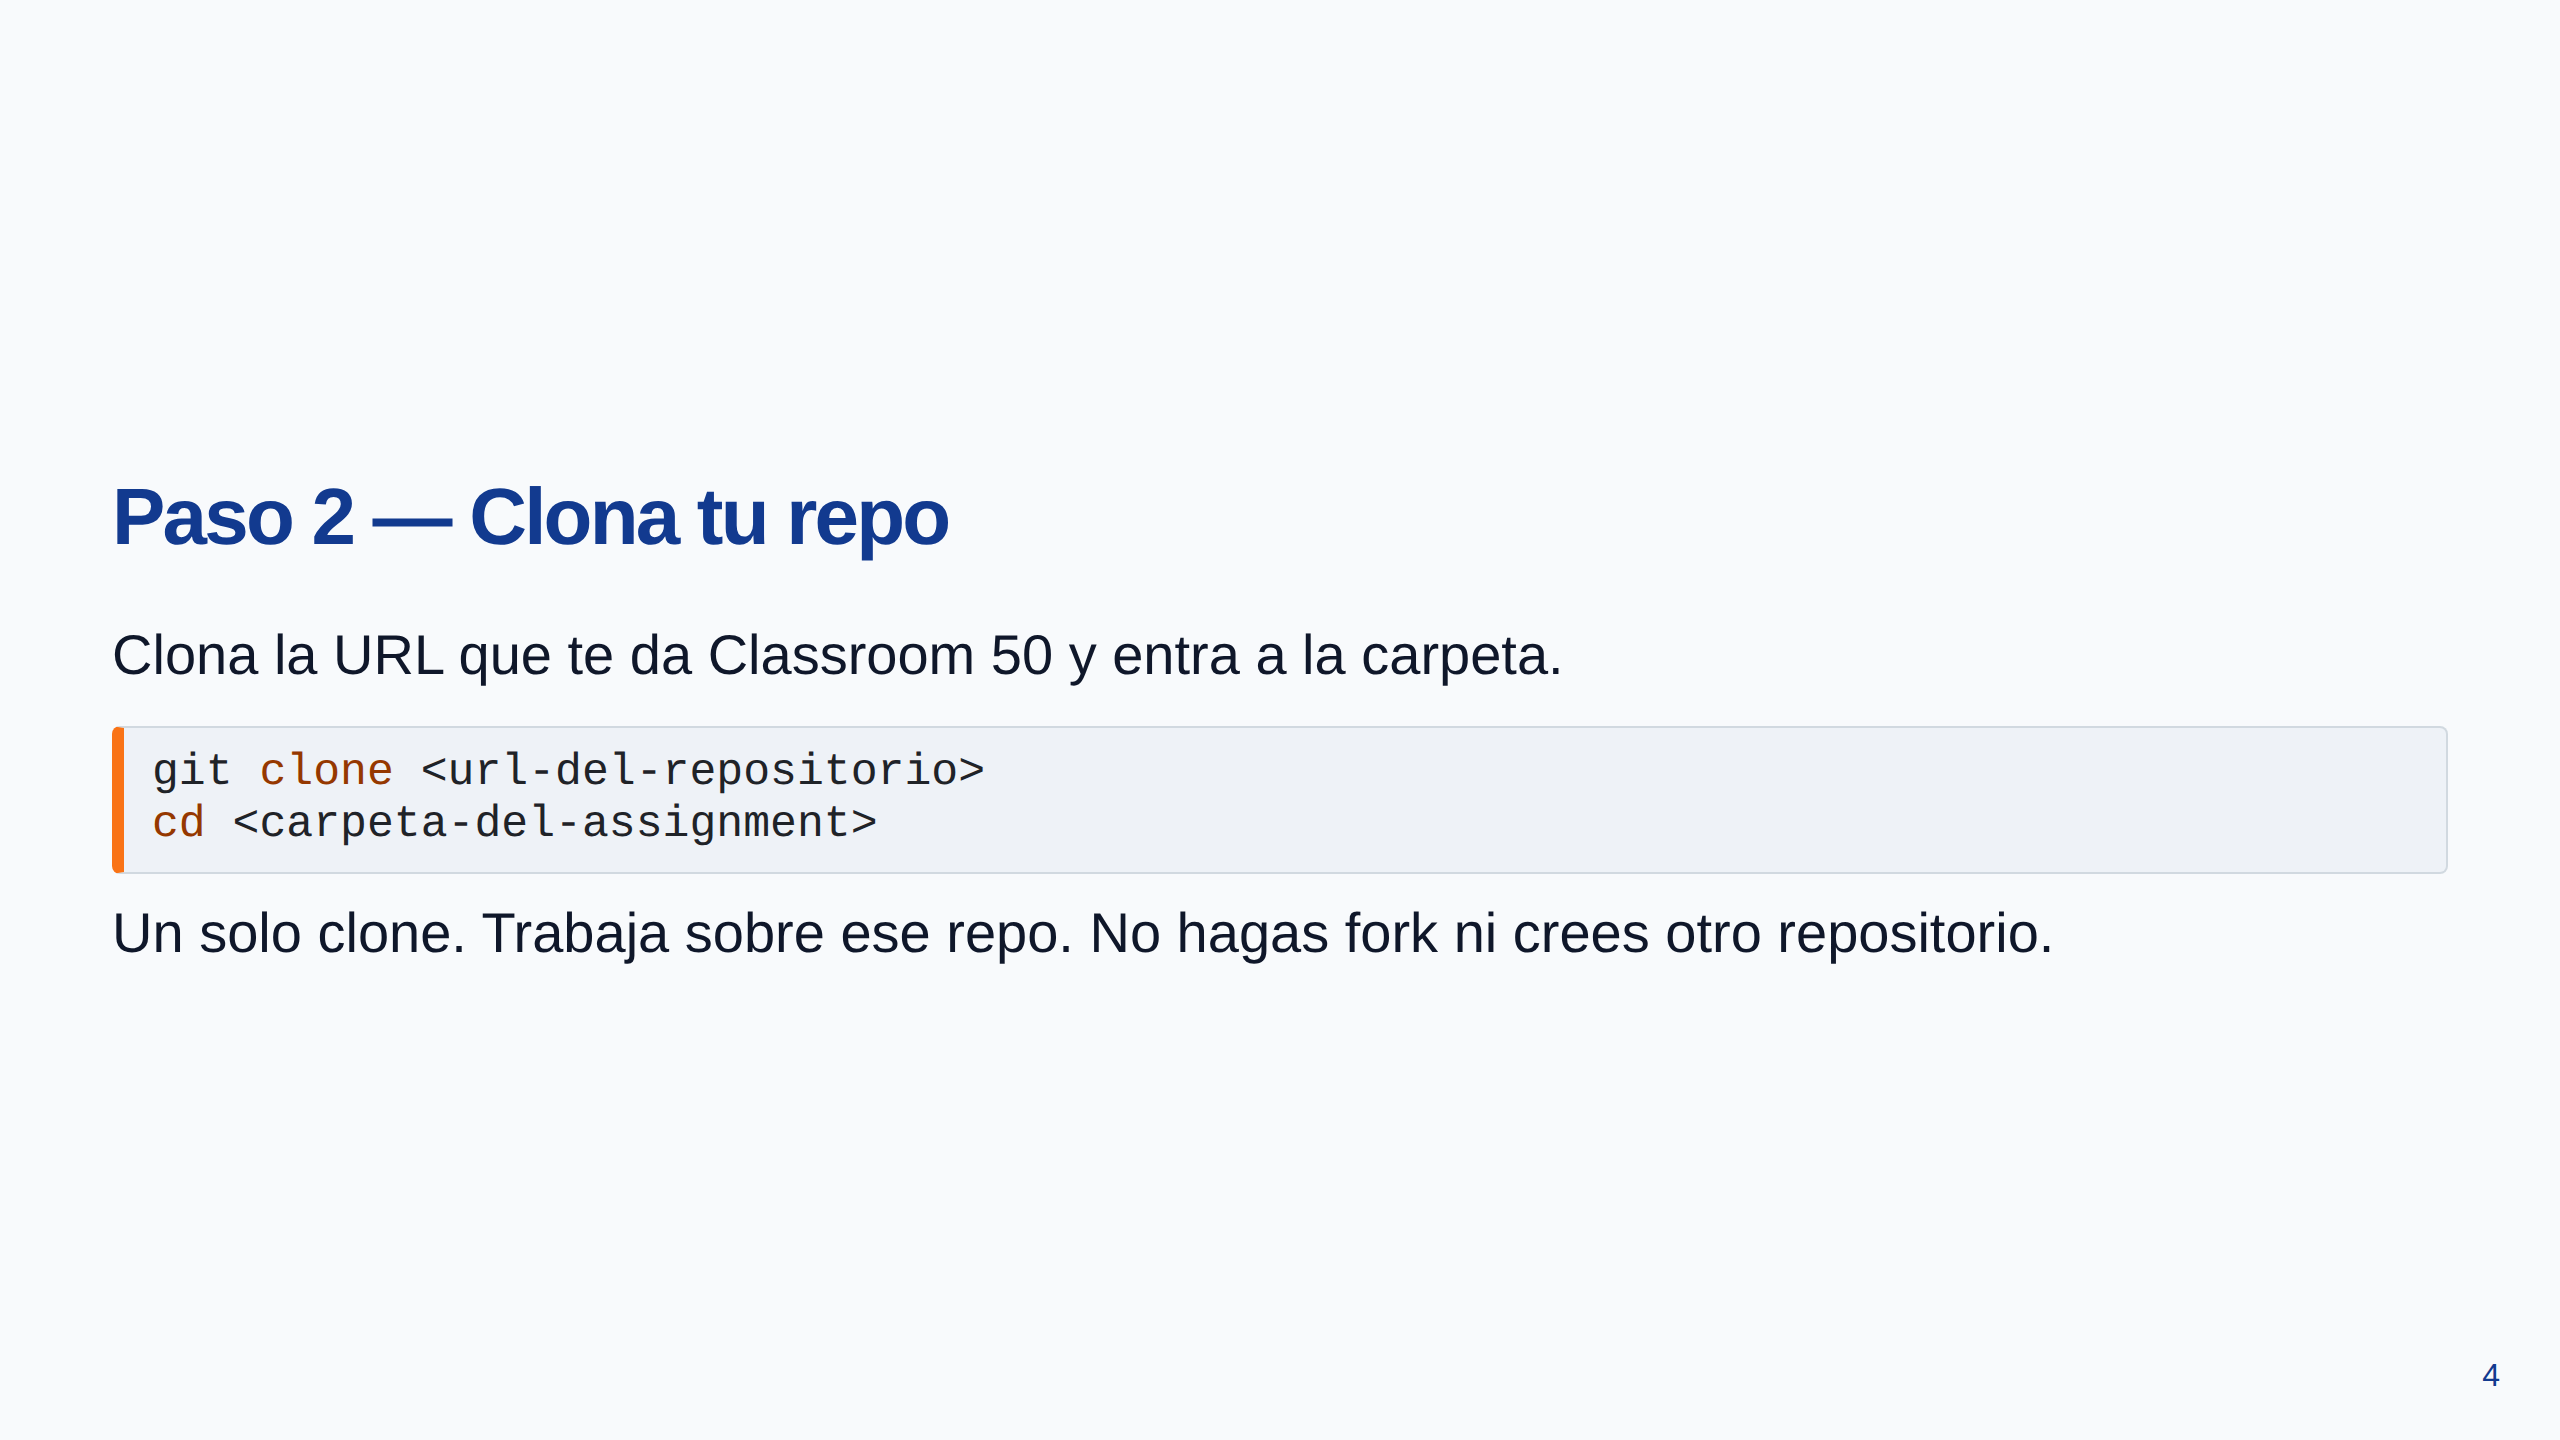 Paso 2 — Clona tu repo
Clona la URL que te da Classroom 50 y entra a la carpeta.
git clone <url-del-repositorio>
cd <carpeta-del-assignment>
Un solo clone. Trabaja sobre ese repo. No hagas fork ni crees otro repositorio.
4